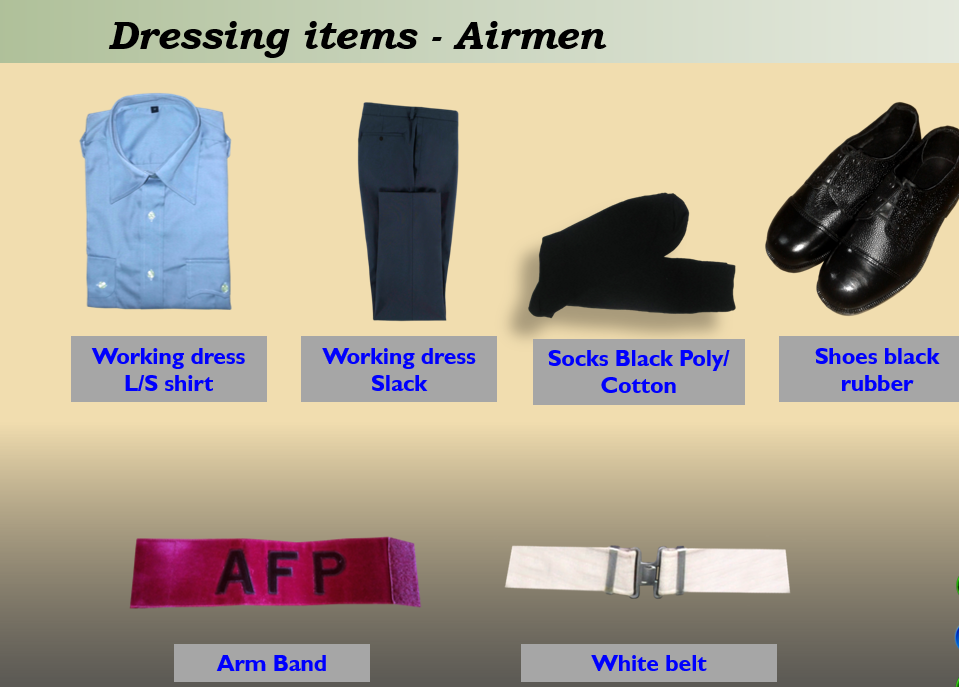 Dressing items - Airmen
Working dress
L/S shirt
Working dress
Slack
Socks Black Poly/
Cotton
Shoes black
rubber
AFP
Arm Band
White belt